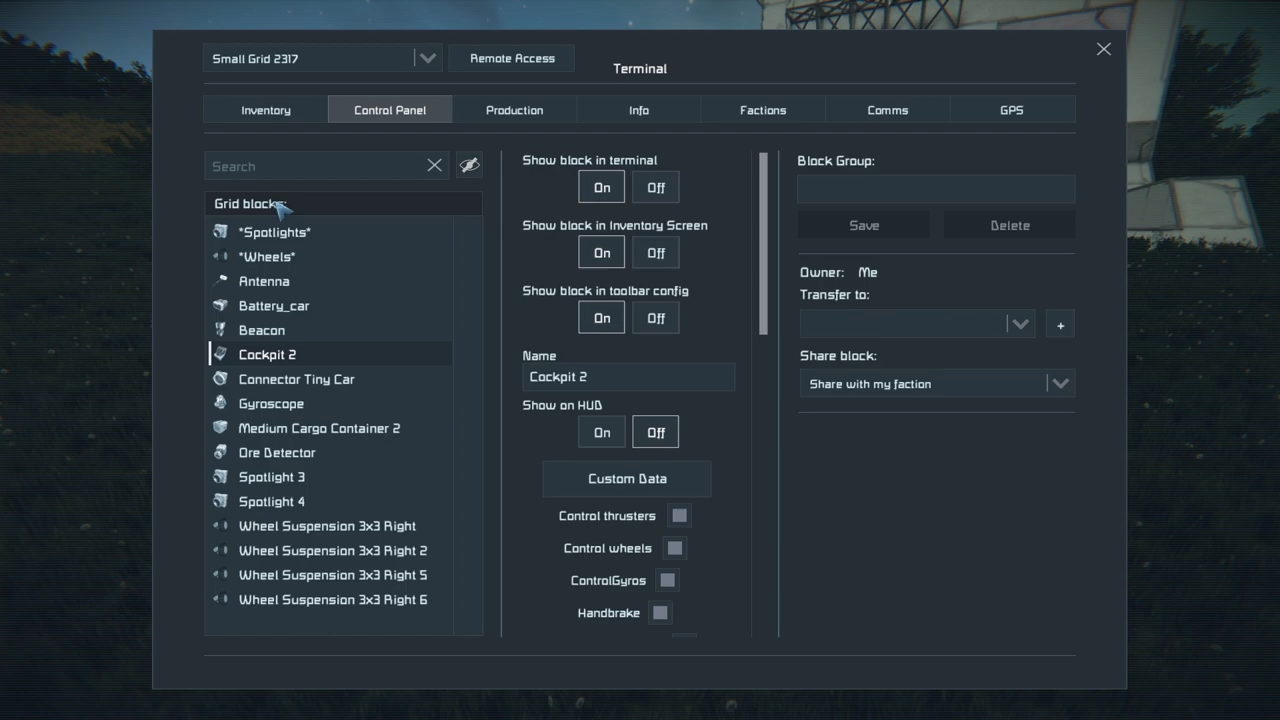 Small Grid 2317
Remote Access
Terminal
Inventory
Control Panel
Production
Info
Factions
Comms
GPS
Search
Grid blocks:
*Spotlights*
*Wheels*
Antenna
Battery_car
Beacon
Cockpit 2
Connector Tiny Car
Gyroscope
Medium Cargo Container 2
Ore Detector
Spotlight 3
Spotlight 4
Wheel Suspension 3x3 Right
Wheel Suspension 3x3 Right 2
Wheel Suspension 3x3 Right 5
Wheel Suspension 3x3 Right 6
Show block in terminal
On Off
Show block in Inventory Screen
On Off
Show block in toolbar config
On Off
Name
Cockpit 2
Show on HUD
On Off
Custom Data
Control thrusters
Control wheels
ControlGyros
Handbrake
Block Group:
Save Delete
Owner: Me
Transfer to:
+
Share block:
Share with my faction